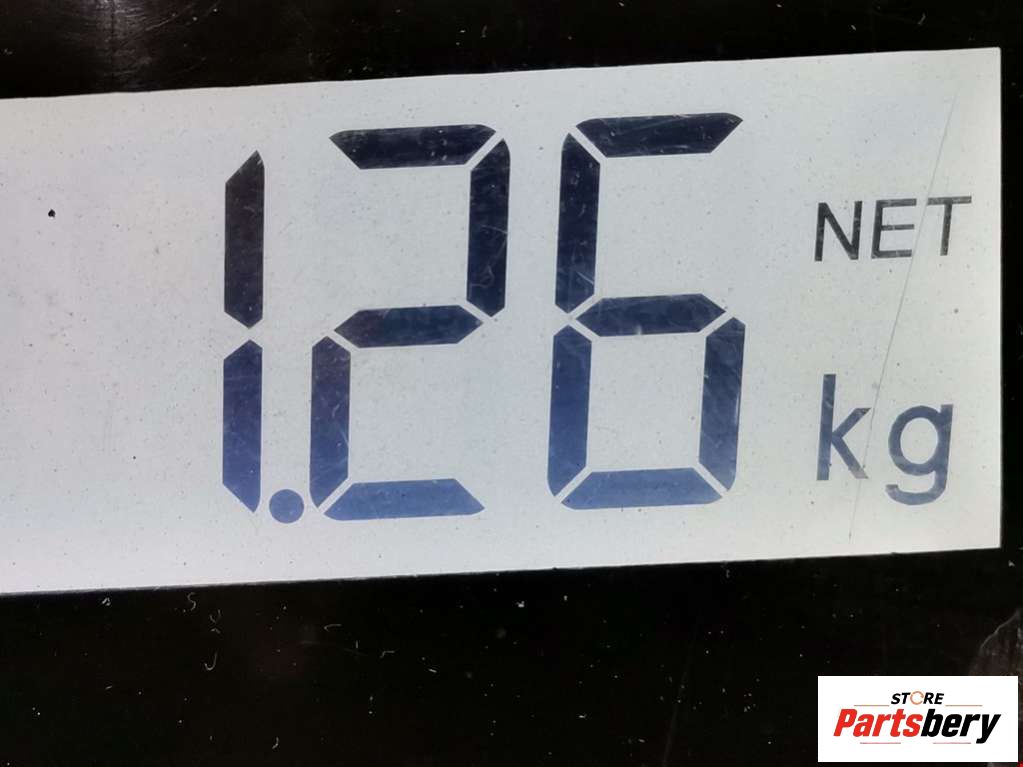 1.26
NET
kg
STORE
Partsbery